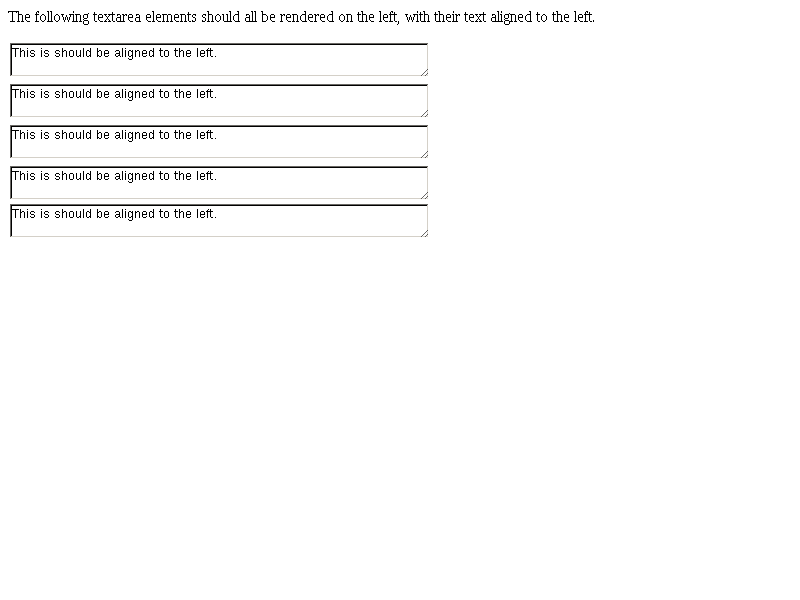 The following textarea elements should all be rendered on the left, with their text aligned to the left.
This is should be aligned to the left.
This is should be aligned to the left.
This is should be aligned to the left.
This is should be aligned to the left.
This is should be aligned to the left.